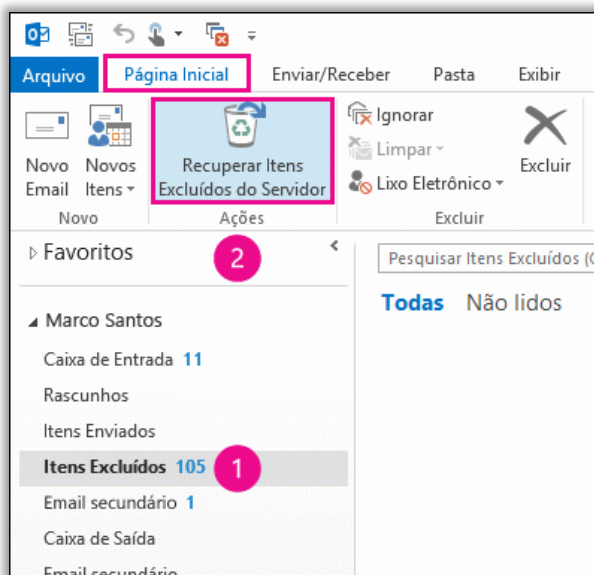 Arquivo Página Inicial Enviar/Receber Pasta Exibir
Novo Email
Novos Itens
Novo
Recuperar Itens
Excluídos do Servidor
Ações
Ignorar
Limpar
Lixo Eletrônico
Excluir
Excluir
Favoritos
2
Pesquisar Itens Excluídos (
Todas Não lidos
Marco Santos
Caixa de Entrada 11
Rascunhos
Itens Enviados
Itens Excluídos 105 1
Email secundário 1
Caixa de Saída
Email secundário